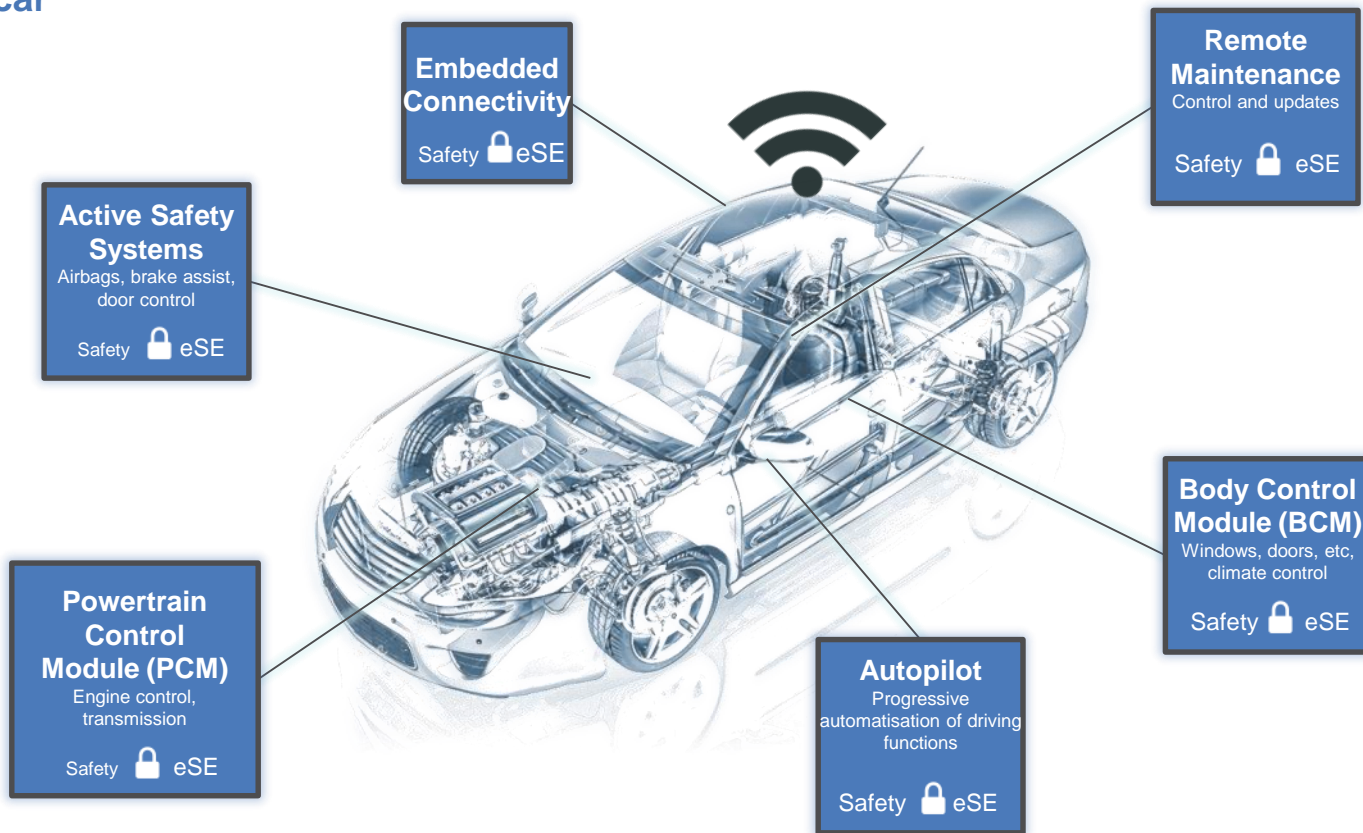 Embedded
Connectivity
Safety eSE
Remote
Maintenance
Control and updates
Safety eSE
Active Safety
Systems
Airbags, brake assist,
door control
Safety eSE
Body Control
Module (BCM)
Windows, doors, etc,
climate control
Safety eSE
Powertrain
Control
Module (PCM)
Engine control,
transmission
Safety eSE
Autopilot
Progressive
automatisation of driving
functions
Safety eSE